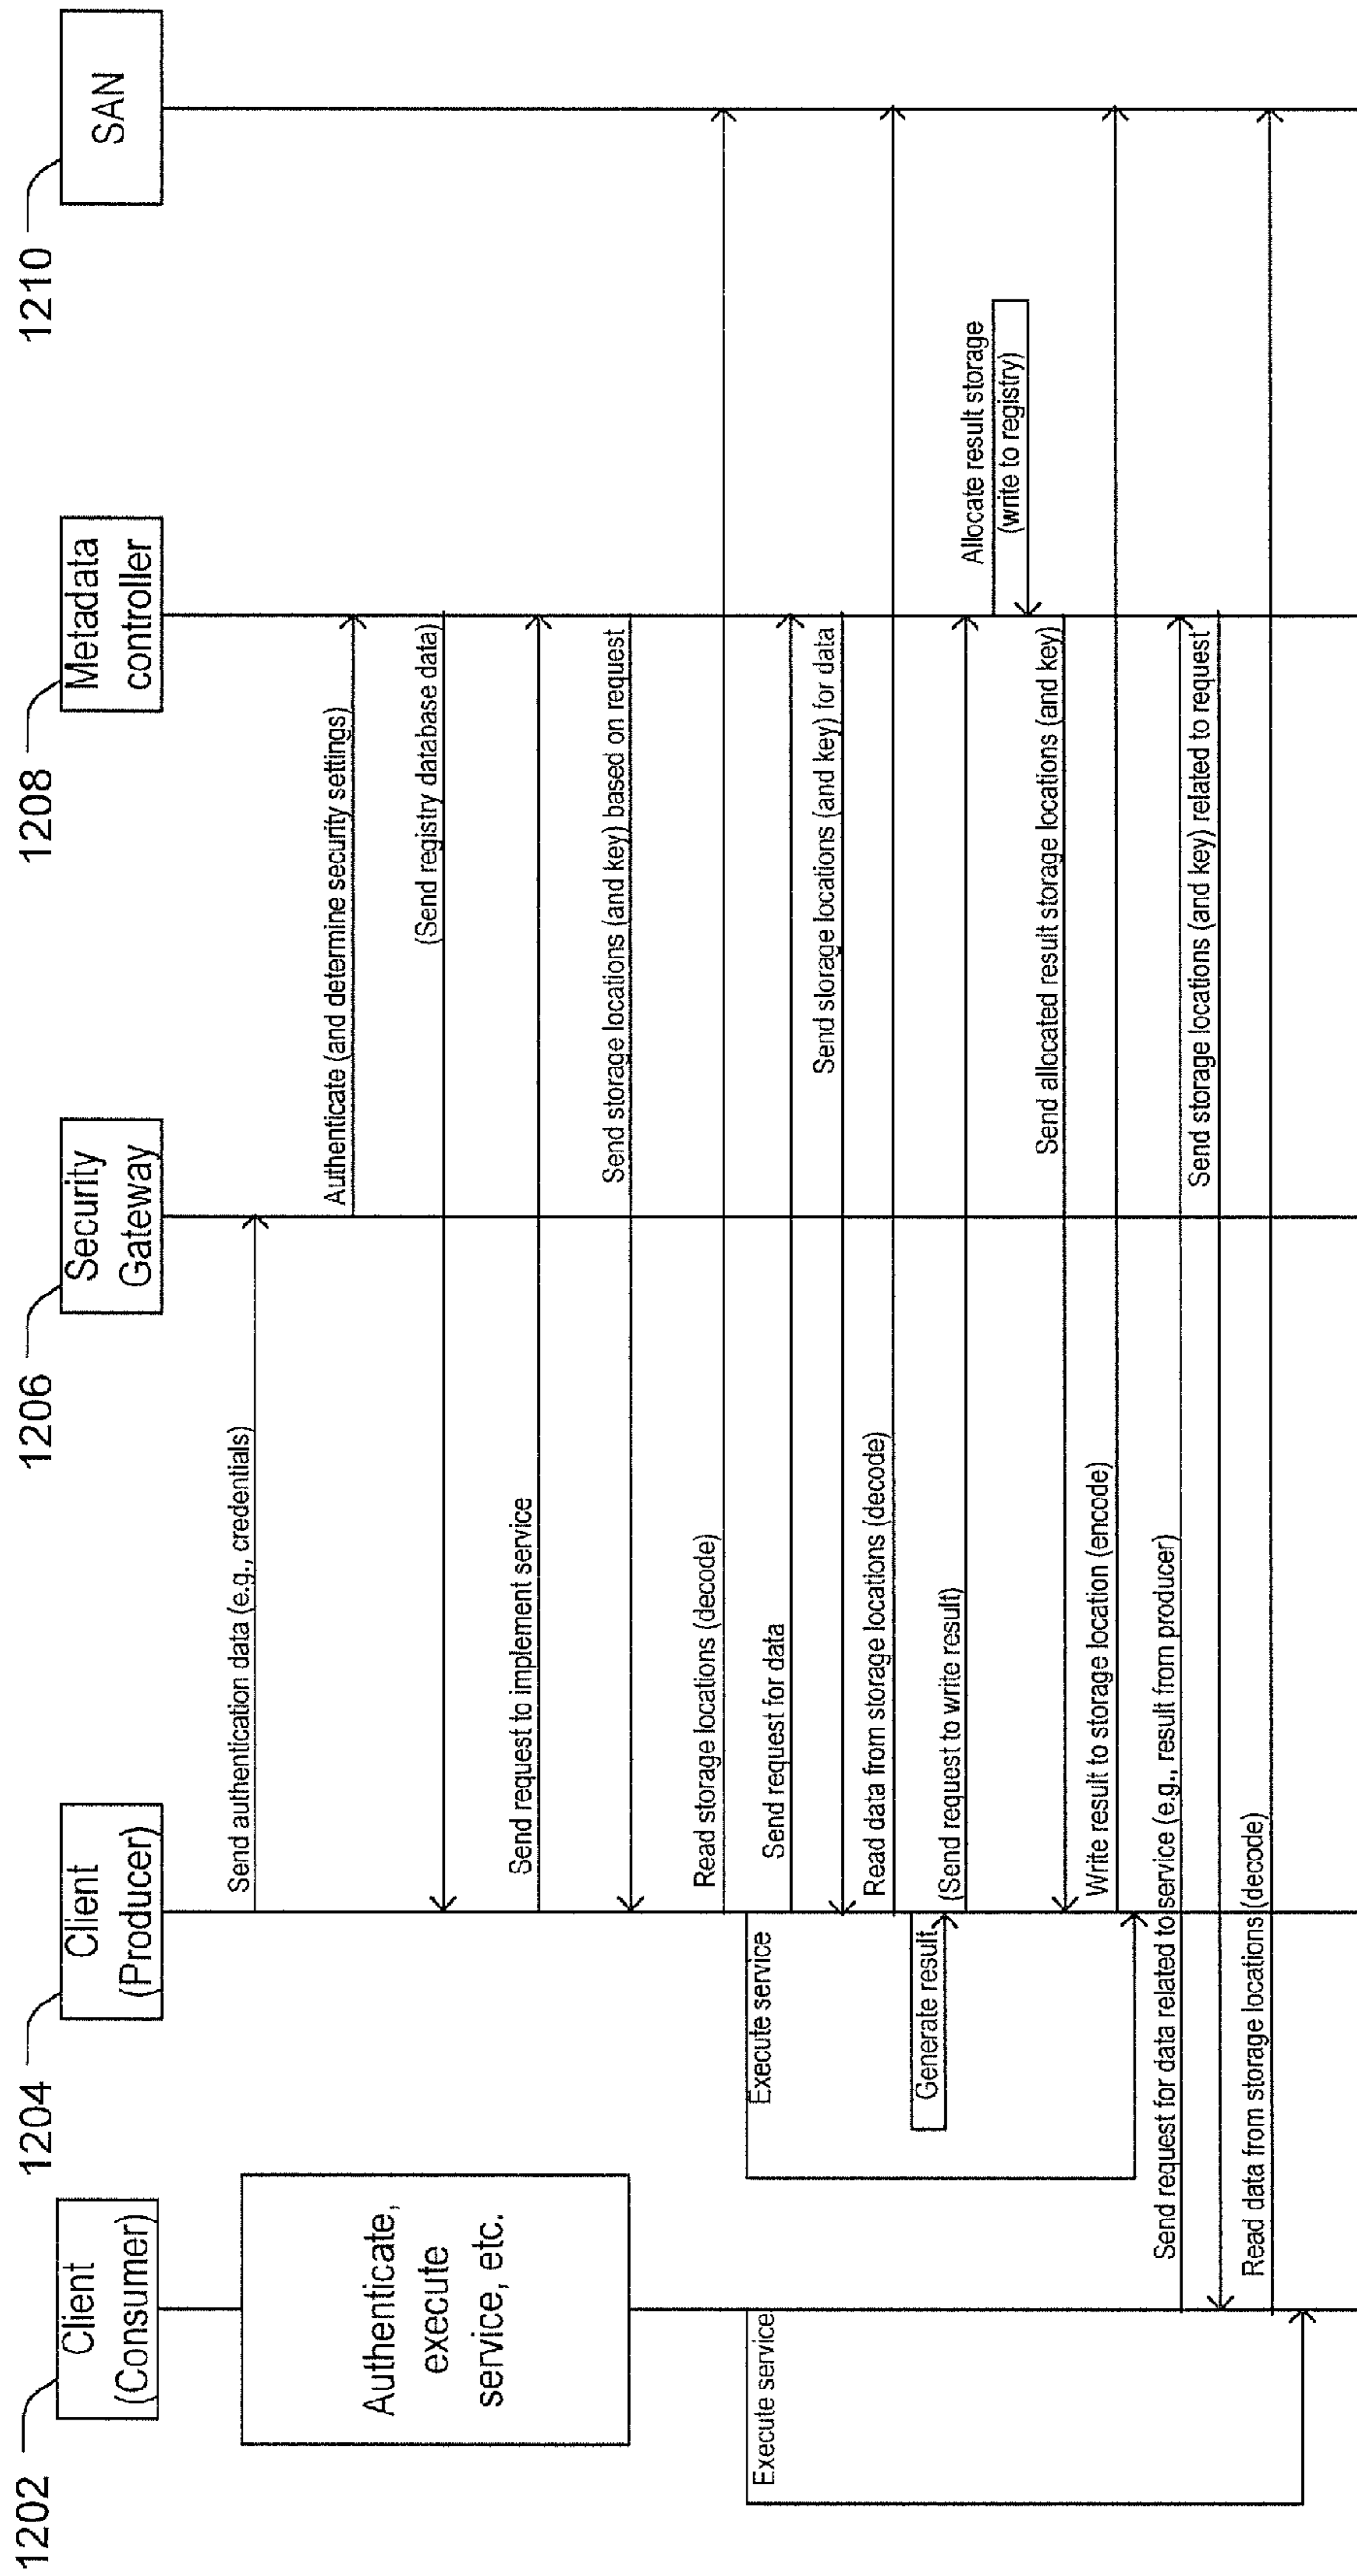 1202
1204
1206
1208
1210
Client
(Consumer)
Client
(Producer)
Security
Gateway
Metadata
controller
SAN
Authenticate,
execute
service, etc.
Send authentication data (e.g., credentials)
Authenticate (and determine security settings)
(Send registry database data)
Send request to implement service
Send storage locations (and key) based on request
Read storage locations (decode)
Execute service
Execute service
Send request for data
Send storage locations (and key) for data
Read data from storage locations (decode)
Generate result
(Send request to write result)
Allocate result storage
(write to registry)
Send allocated result storage locations (and key)
Write result to storage location (encode)
Send request for data related to service (e.g., result from producer)
Send storage locations (and key) related to request
Read data from storage locations (decode)